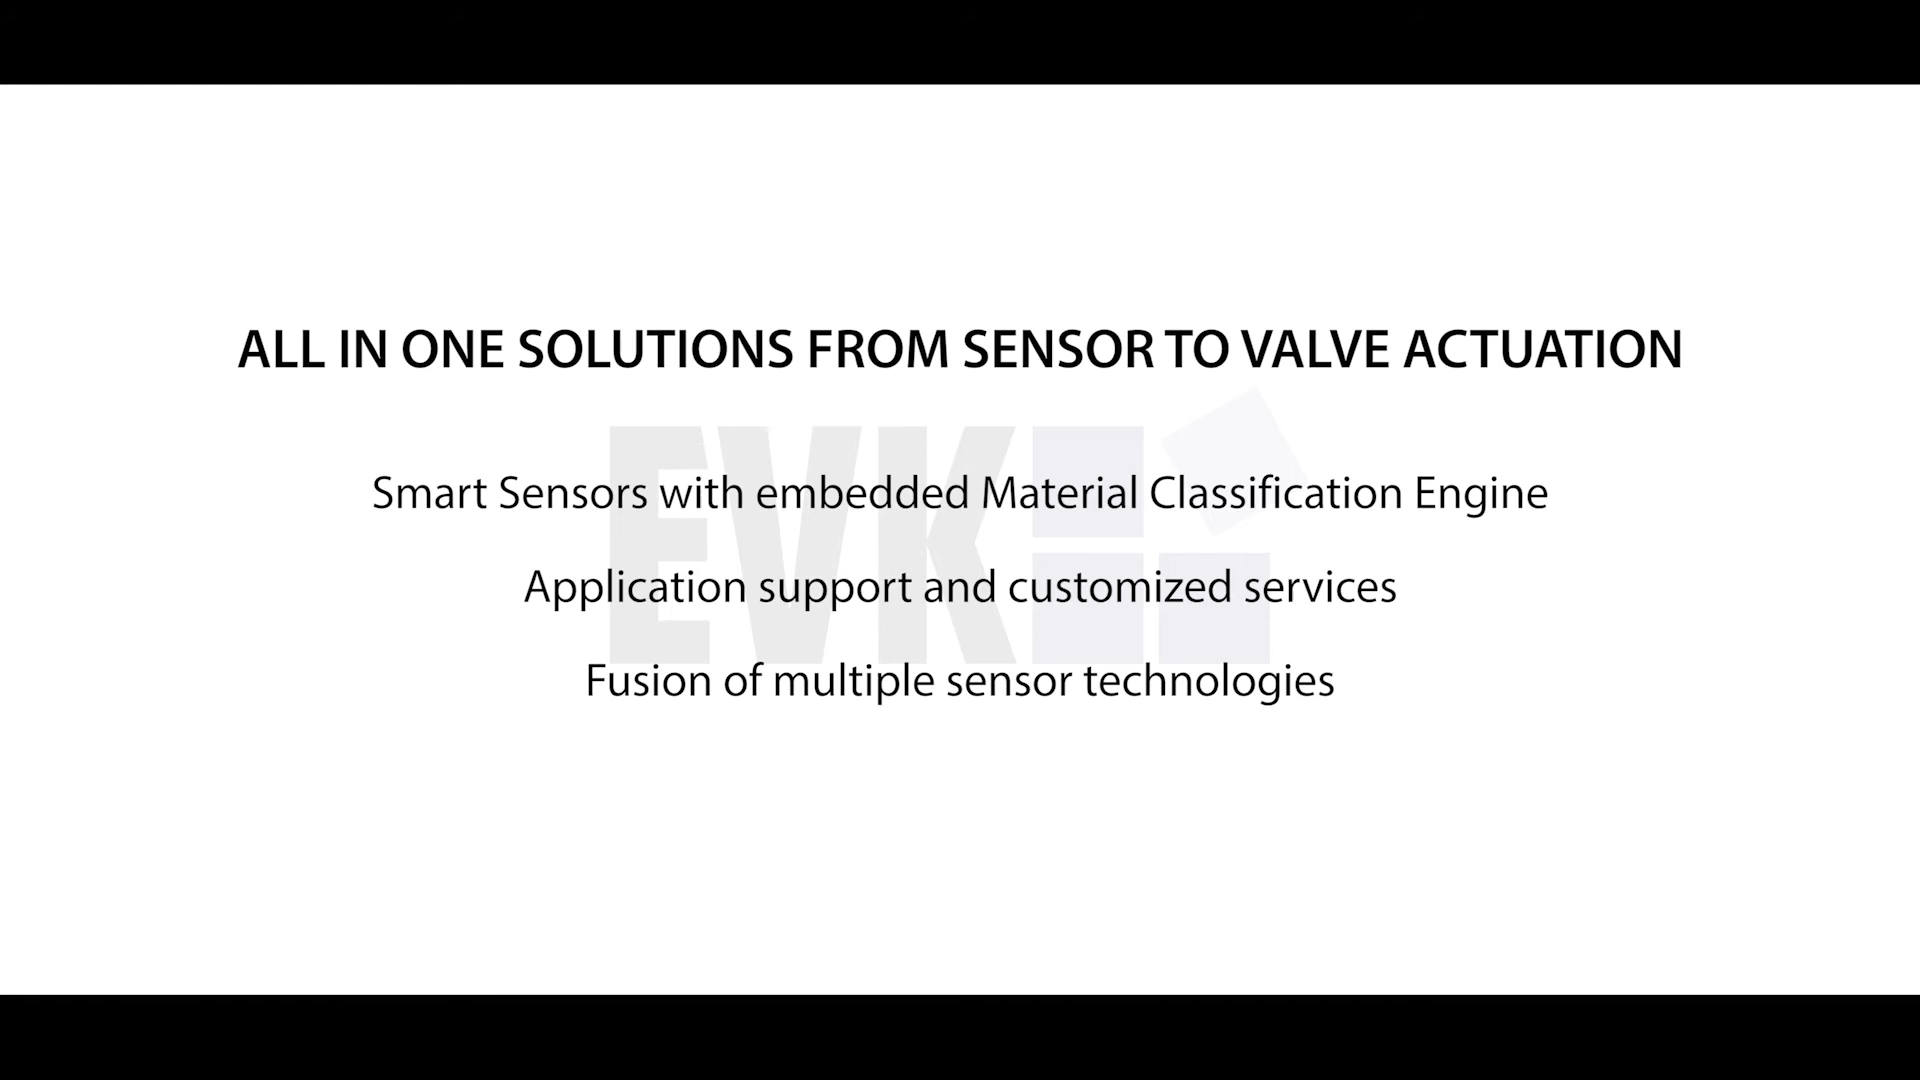 ALL IN ONE SOLUTIONS FROM SENSOR TO VALVE ACTUATION
EVK
Smart Sensors with embedded Material Classification Engine
Application support and customized services
Fusion of multiple sensor technologies